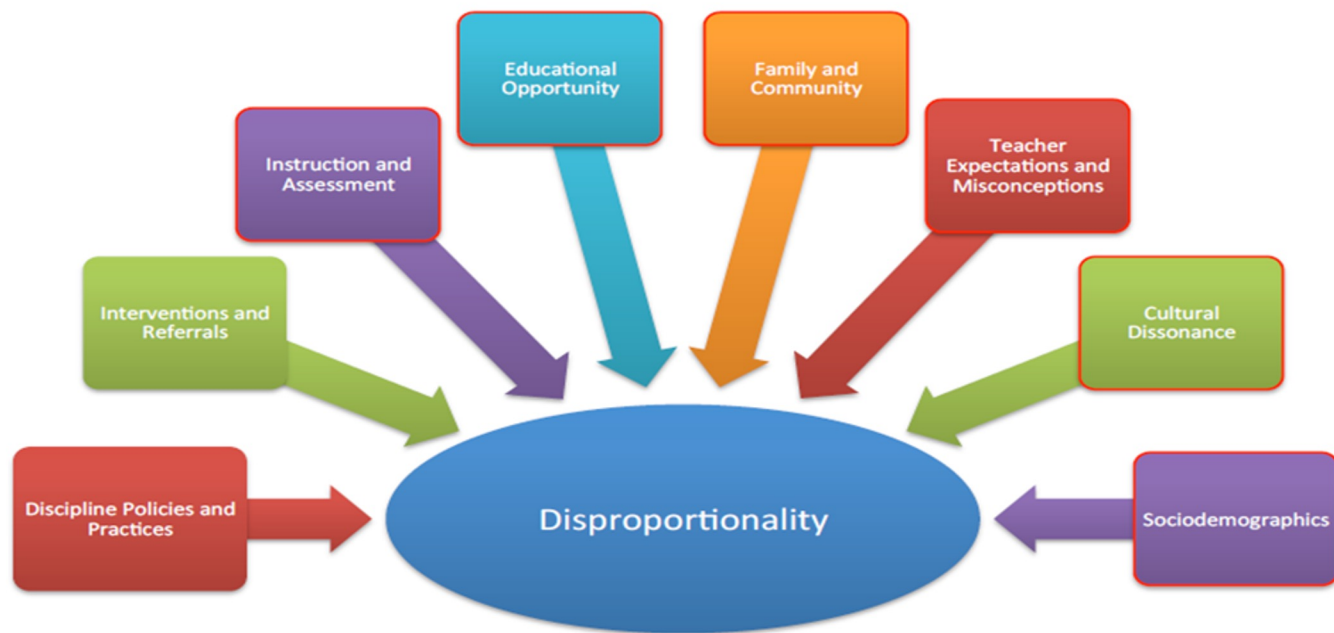 Educational
Opportunity
Family and
Community
Instruction and
Assessment
Teacher
Expectations and
Misconceptions
Interventions and
Referrals
Cultural
Dissonance
Discipline Policies and
Practices
Disproportionality
Sociodemographics